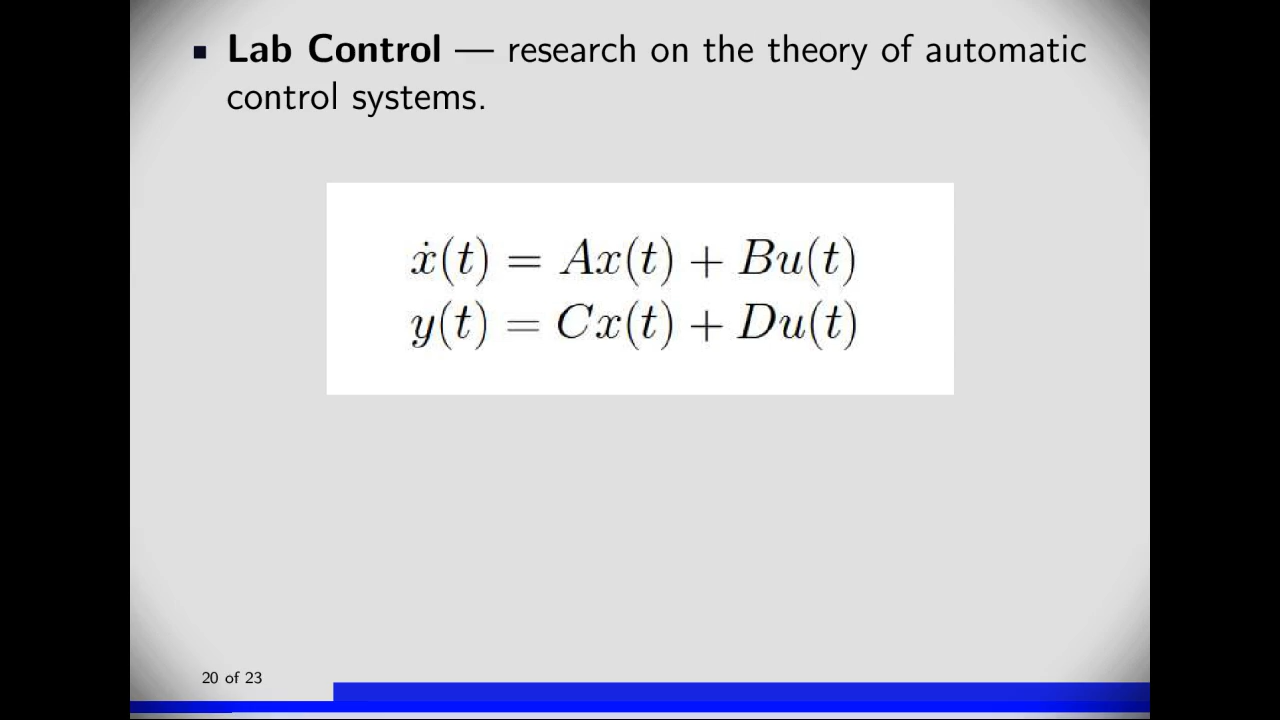 ▪ Lab Control — research on the theory of automatic
control systems.
ẋ(t) = Ax(t) + Bu(t)
y(t) = Cx(t) + Du(t)
20 of 23